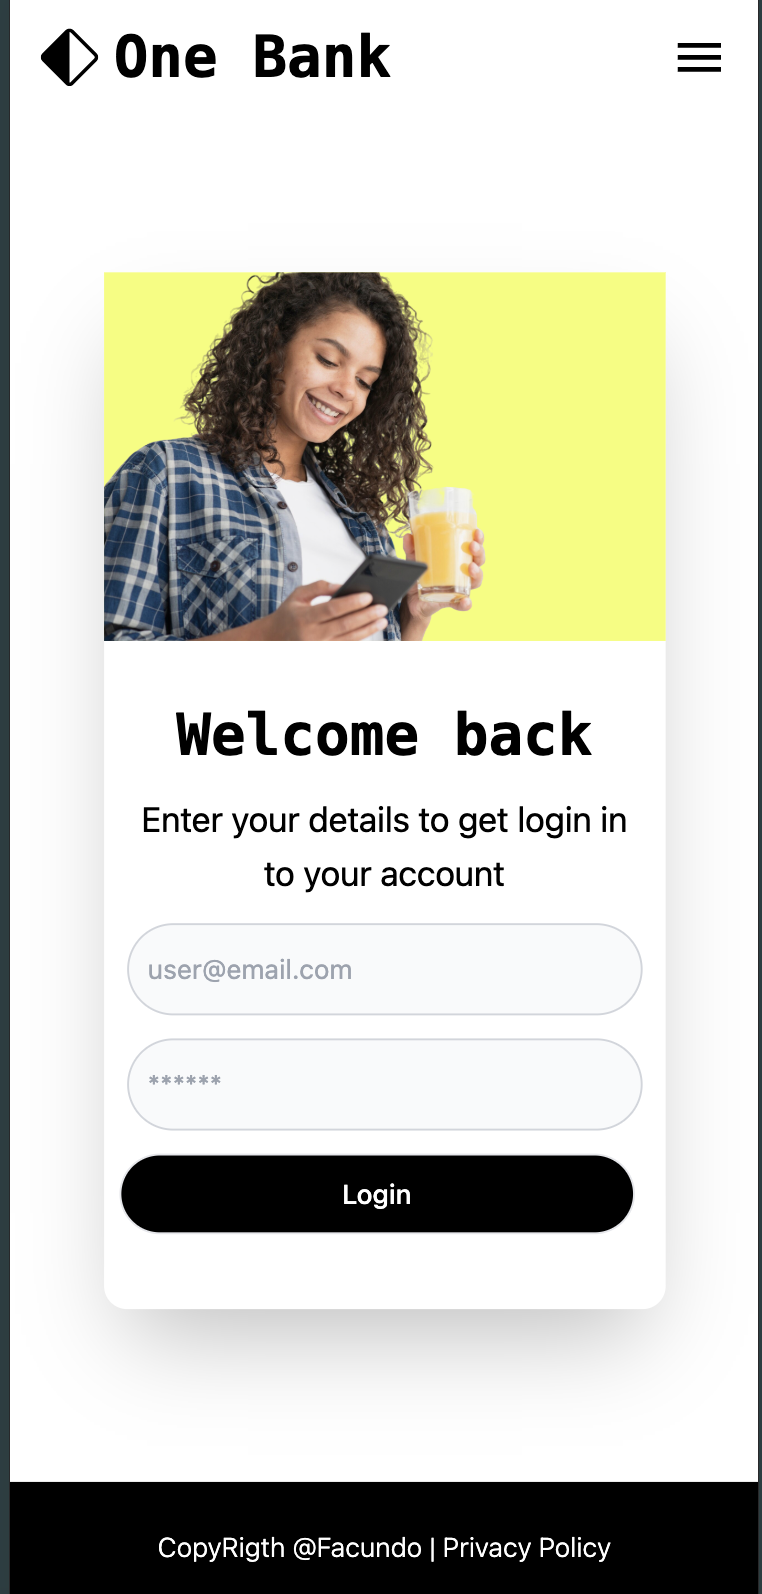 One Bank
Welcome back
Enter your details to get login in
to your account
user@email.com
******
Login
CopyRigth @Facundo | Privacy Policy